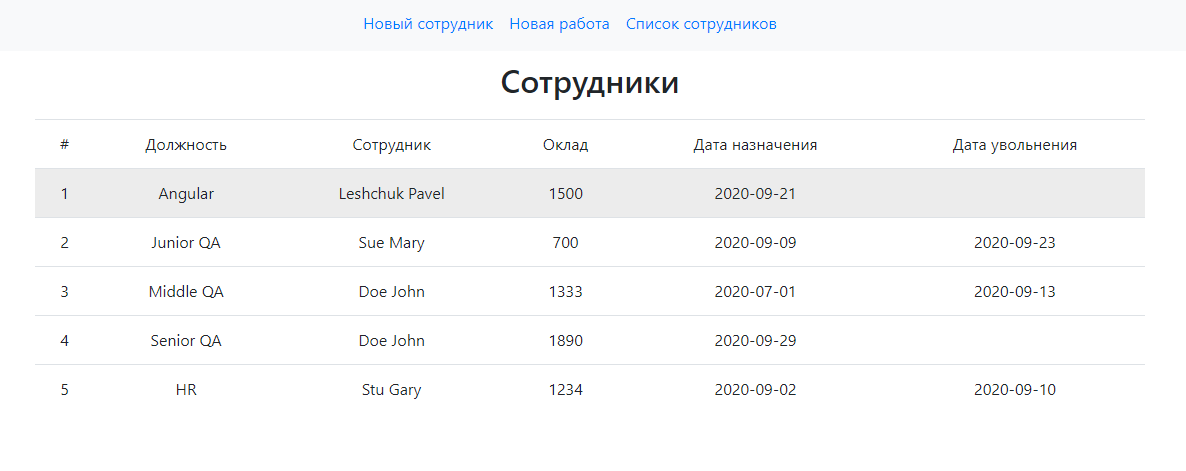 Новый сотрудник Новая работа Список сотрудников
Сотрудники
# Должность Сотрудник Оклад Дата назначения Дата увольнения
1 Angular Leshchuk Pavel 1500 2020-09-21
2 Junior QA Sue Mary 700 2020-09-09 2020-09-23
3 Middle QA Doe John 1333 2020-07-01 2020-09-13
4 Senior QA Doe John 1890 2020-09-29
5 HR Stu Gary 1234 2020-09-02 2020-09-10